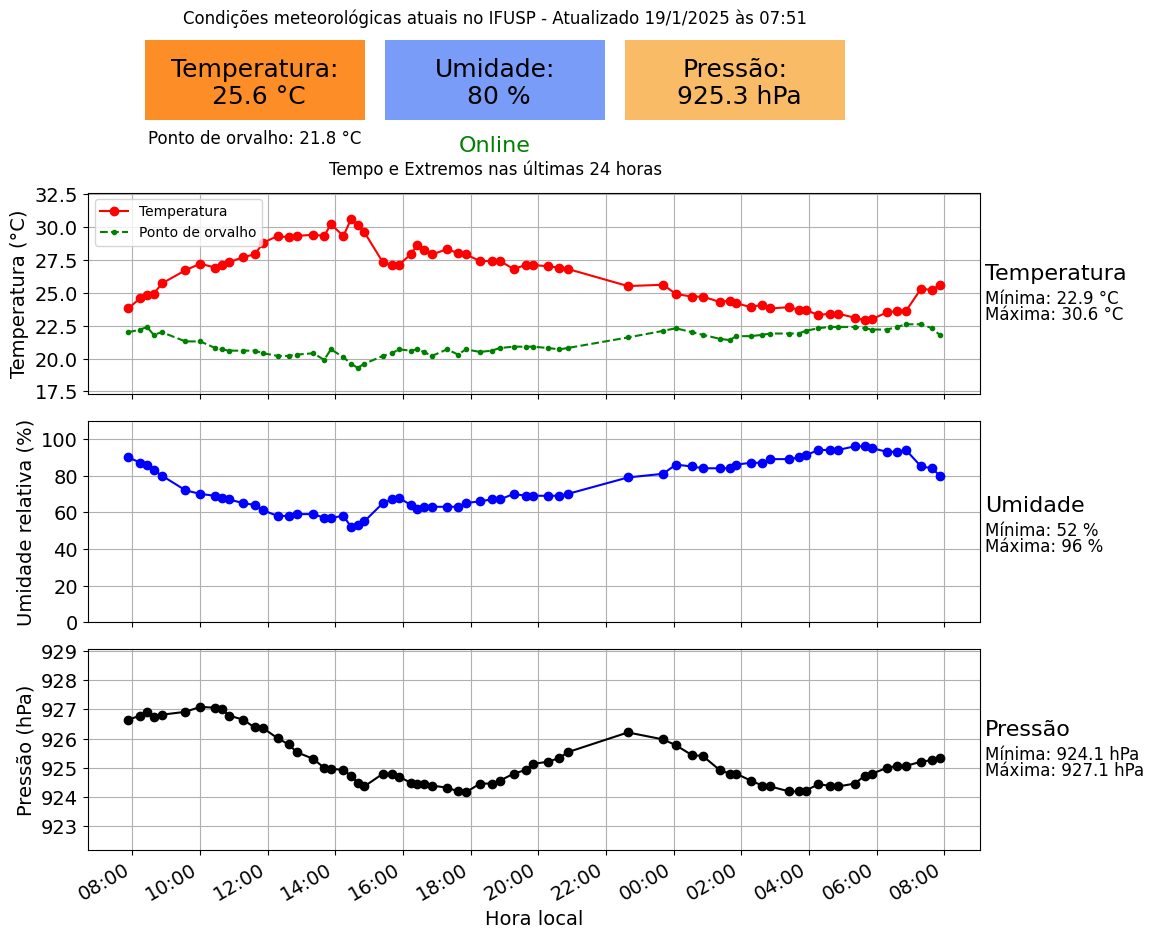 Condições meteorológicas atuais no IFUSP - Atualizado 19/1/2025 às 07:51
Temperatura:
25.6 °C
Umidade:
80 %
Pressão:
925.3 hPa
Ponto de orvalho: 21.8 °C
Online
Tempo e Extremos nas últimas 24 horas
Temperatura (°C)
32.5
30.0
27.5
25.0
22.5
20.0
17.5
Temperatura
Ponto de orvalho
Temperatura
Mínima: 22.9 °C
Máxima: 30.6 °C
Umidade relativa (%)
100
80
60
40
20
0
Umidade
Mínima: 52 %
Máxima: 96 %
Pressão (hPa)
929
928
927
926
925
924
923
Pressão
Mínima: 924.1 hPa
Máxima: 927.1 hPa
08:00 10:00 12:00 14:00 16:00 18:00 20:00 22:00 00:00 02:00 04:00 06:00 08:00
Hora local